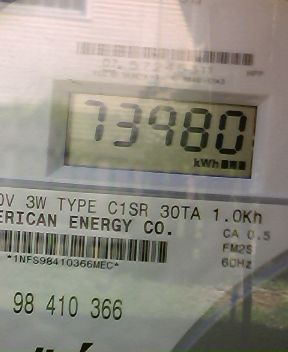 73980
kWh
0V 3W TYPE C1SR 30TA 1.0Kh
ERICAN ENERGY CO.
CA 0.5
FM2S
60Hz
*1NFS98410366MEC*
98 410 366